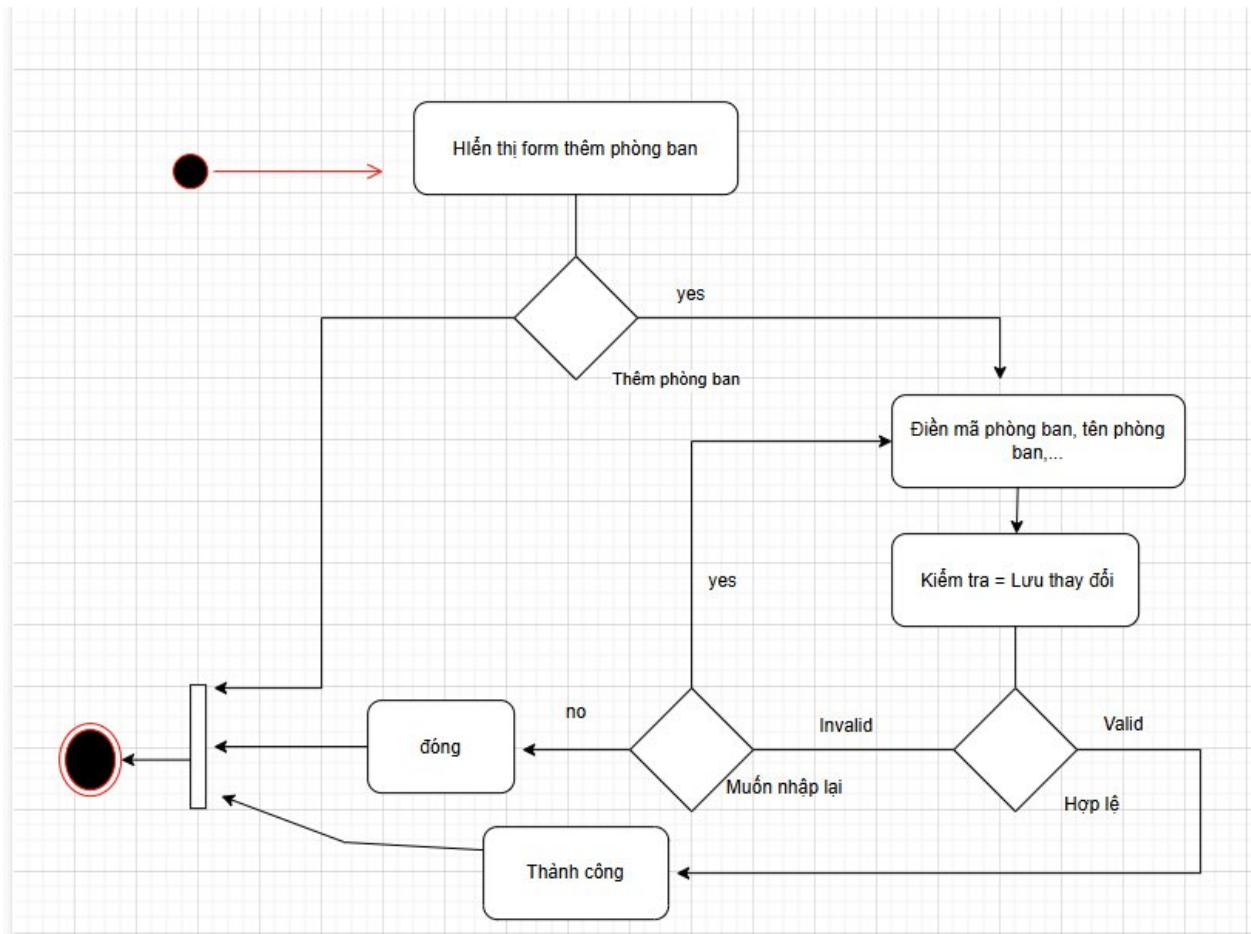 HIển thị form thêm phòng ban
yes
Thêm phòng ban
Điền mã phòng ban, tên phòng
ban,...
Kiểm tra = Lưu thay đổi
yes
no
Invalid
Valid
đóng
Muốn nhập lại
Hợp lệ
Thành công